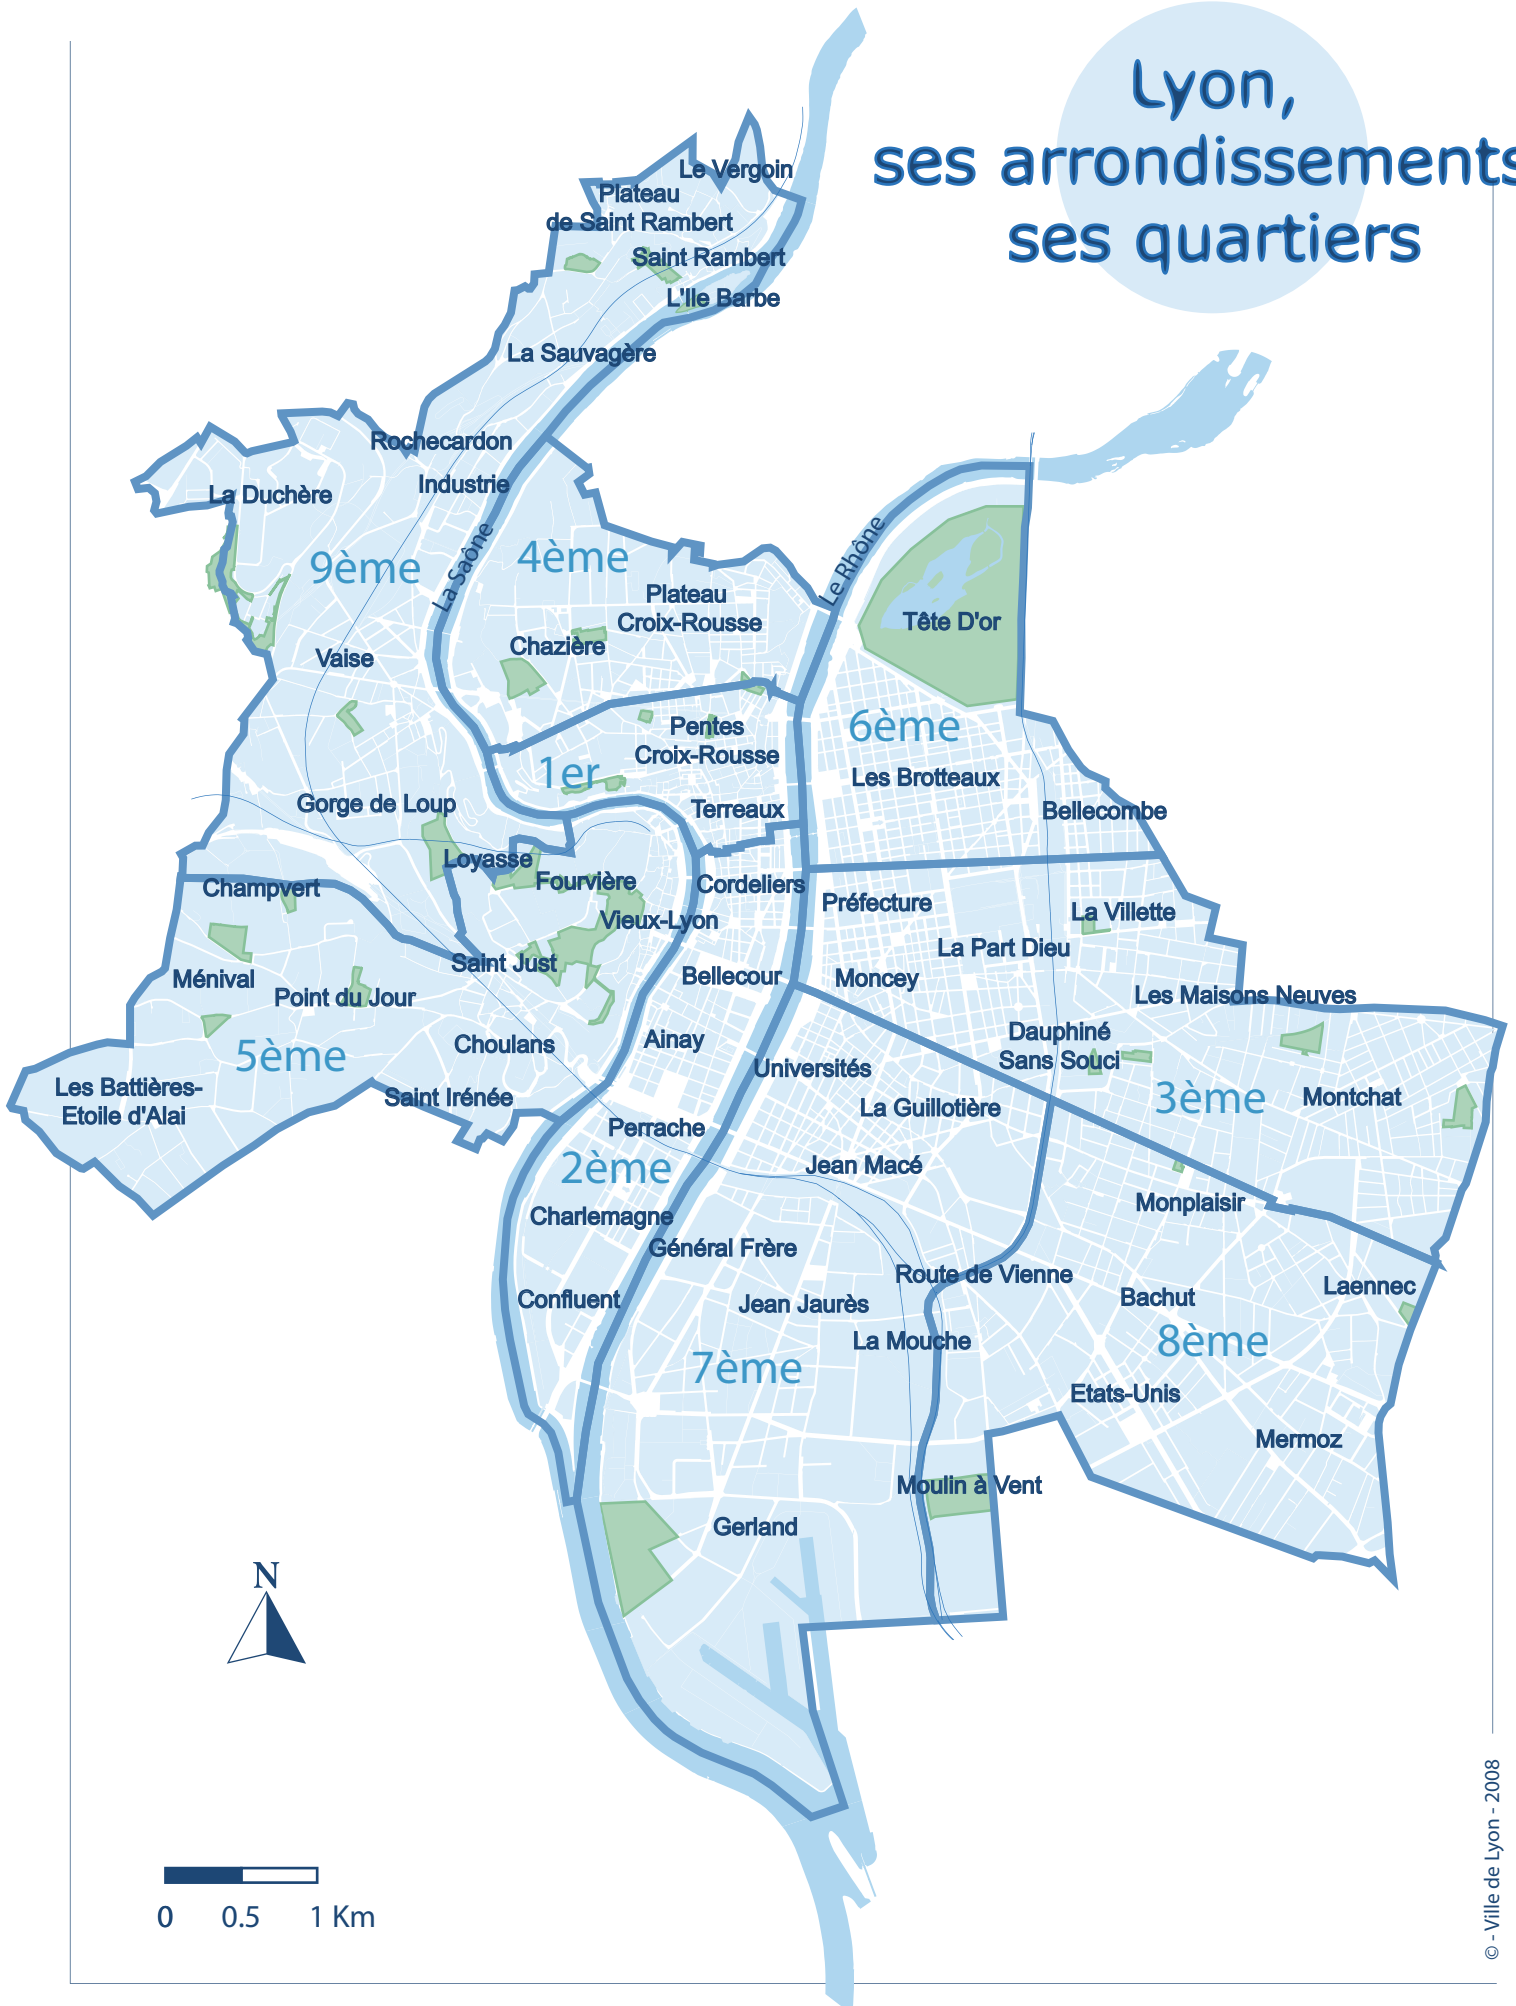 Lyon,
ses arrondissements
ses quartiers
Le Vergoin
Plateau
de Saint Rambert
Saint Rambert
L'Ile Barbe
La Sauvagère
Rochecardon
Industrie
La Duchère
9ème
La Saône
4ème
Le Rhône
Plateau
Croix-Rousse
Chazière
Tête D'or
Vaise
Pentes
Croix-Rousse
6ème
1er
Les Brotteaux
Gorge de Loup
Terreaux
Bellecombe
Loyasse
Fourvière
Champvert
Cordeliers
Préfecture
Vieux-Lyon
La Villette
La Part Dieu
Saint Just
Ménival
Bellecour
Moncey
Point du Jour
Les Maisons Neuves
Choulans
Ainay
Dauphiné
Sans Souci
5ème
Universités
Les Battières-
Etoile d'Alai
Saint Irénée
La Guillotière
3ème
Montchat
Perrache
2ème
Jean Macé
Monplaisir
Charlemagne
Général Frère
Route de Vienne
Laennec
Confluent
Jean Jaurès
Bachut
La Mouche
8ème
7ème
Etats-Unis
Mermoz
Moulin à Vent
Gerland
N
0 0.5 1 Km
© - Ville de Lyon - 2008